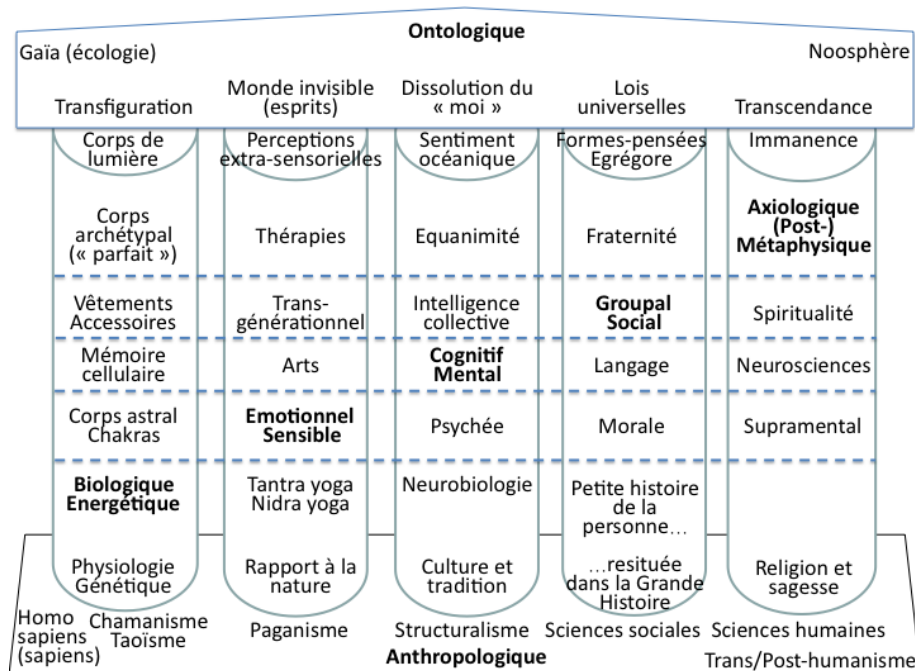 Ontologique
Gaïa (écologie)
Noosphère
Transfiguration
Monde invisible
(esprits)
Dissolution du
« moi »
Lois
universelles
Transcendance
Corps de
lumière
Perceptions
extra-sensorielles
Sentiment
océanique
Formes-pensées
Egrégore
Immanence
Corps
archétypal
(« parfait »)
Thérapies
Equanimité
Fraternité
Axiologique
(Post-)
Métaphysique
Vêtements
Accessoires
Trans-
générationnel
Intelligence
collective
Groupal
Social
Spiritualité
Mémoire
cellulaire
Arts
Cognitif
Mental
Langage
Neurosciences
Corps astral
Chakras
Emotionnel
Sensible
Psychée
Morale
Supramental
Biologique
Energétique
Tantra yoga
Nidra yoga
Neurobiologie
Petite histoire
de la
personne…
Physiologie
Génétique
Rapport à la
nature
Culture et
tradition
…resituée
dans la Grande
Histoire
Religion et
sagesse
Homo
sapiens
(sapiens)
Chamanisme
Taoïsme
Paganisme
Structuralisme
Sciences sociales
Sciences humaines
Anthropologique
Trans/Post-humanisme